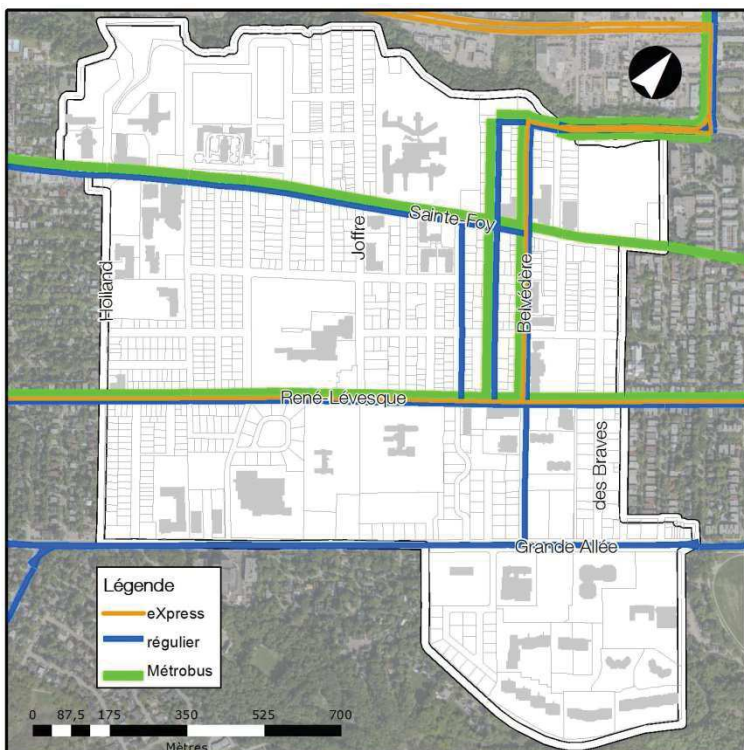 Sainte-Foy
Joffre
Holland
Belvédère
René-Lévesque
des Braves
Grande Allée
Légende
eXpress
régulier
Métrobus
0 87,5 175 350 525 700
Mètres